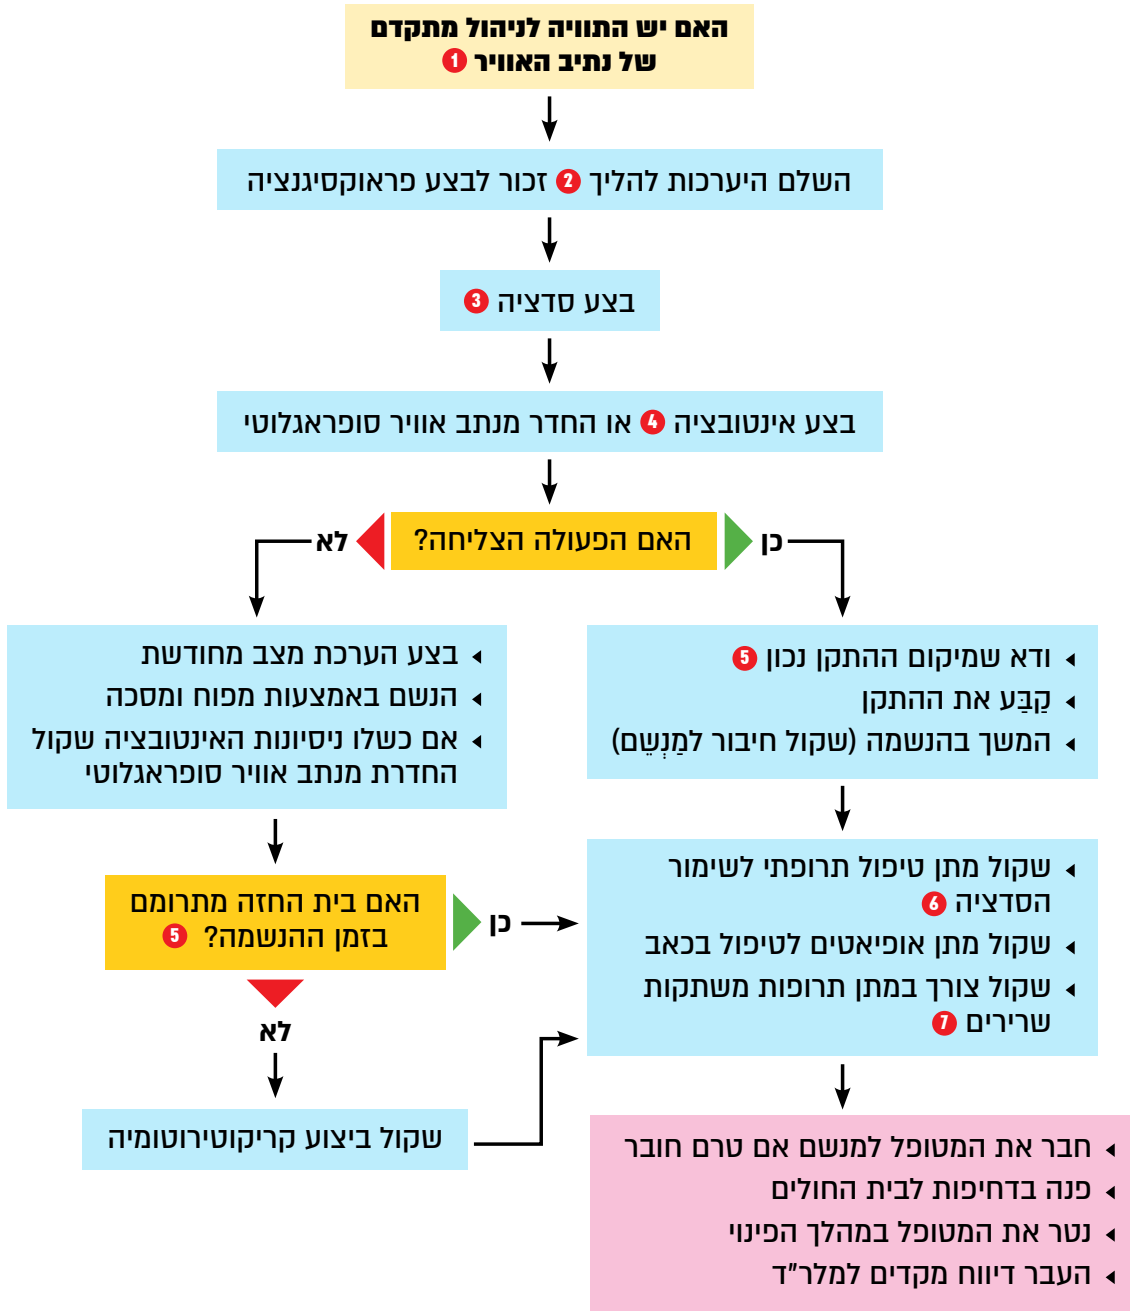 האם יש התוויה לניהול מתקדם
של נתיב האוויר 1
השלם היערכות להליך 2 זכור לבצע פראוקסיגנציה
בצע סדציה 3
בצע אינטובציה 4 או החדר מנתב אוויר סופראגלוטי
האם הפעולה הצליחה?
כן
לא
ודא שמיקום ההתקן נכון 5
קַבַּע את ההתקן
המשך בהנשמה (שקול חיבור למַנְשֵׁם)
בצע הערכת מצב מחודשת
הנשם באמצעות מפוח ומסכה
אם כשלו ניסיונות האינטובציה שקול
החדרת מנתב אוויר סופראגלוטי
שקול מתן טיפול תרופתי לשימור
הסדציה 6
שקול מתן אופיאטים לטיפול בכאב
שקול צורך במתן תרופות משתקות
שרירים 7
האם בית החזה מתרומם
בזמן ההנשמה? 5
כן
לא
שקול ביצוע קריקוטירוטומיה
חבר את המטופל למנשם אם טרם חובר
פנה בדחיפות לבית החולים
נטר את המטופל במהלך הפינוי
העבר דיווח מקדים למלר"ד